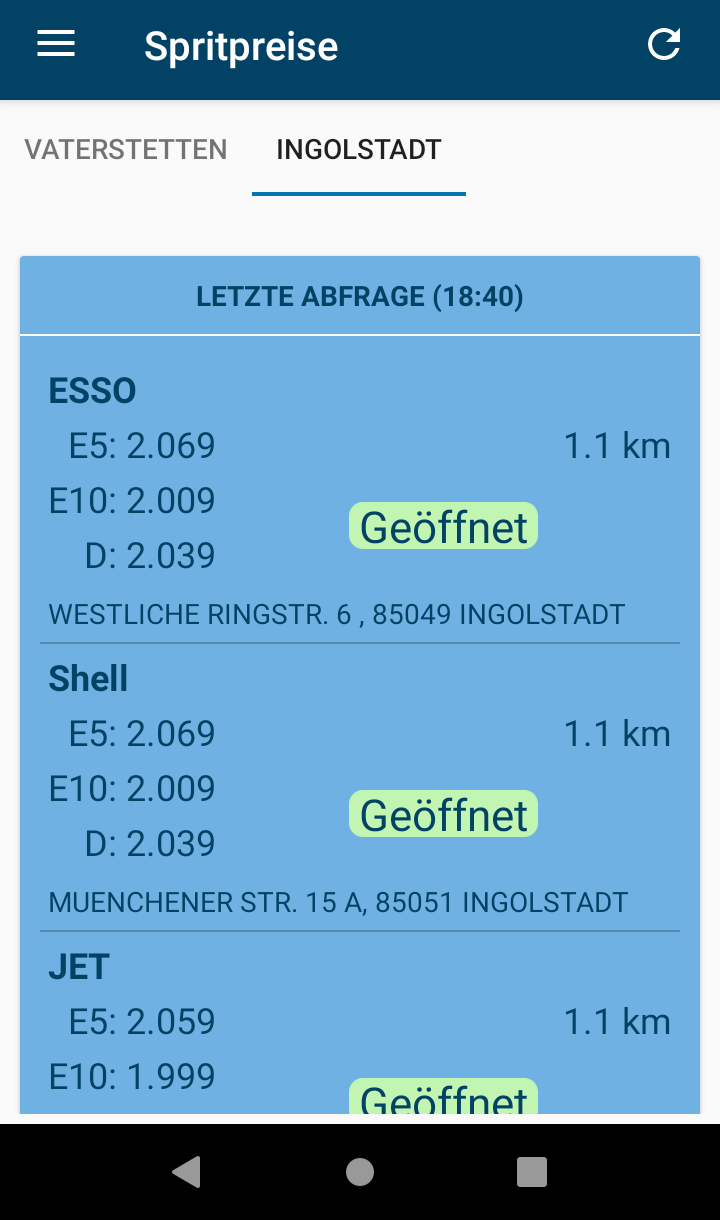 Spritpreise
VATERSTETTEN INGOLSTADT
LETZTE ABFRAGE (18:40)
ESSO
E5: 2.069 1.1 km
E10: 2.009
Geöffnet
D: 2.039
WESTLICHE RINGSTR. 6 , 85049 INGOLSTADT
Shell
E5: 2.069 1.1 km
E10: 2.009
Geöffnet
D: 2.039
MUENCHENER STR. 15 A, 85051 INGOLSTADT
JET
E5: 2.059 1.1 km
E10: 1.999
Geöffnet